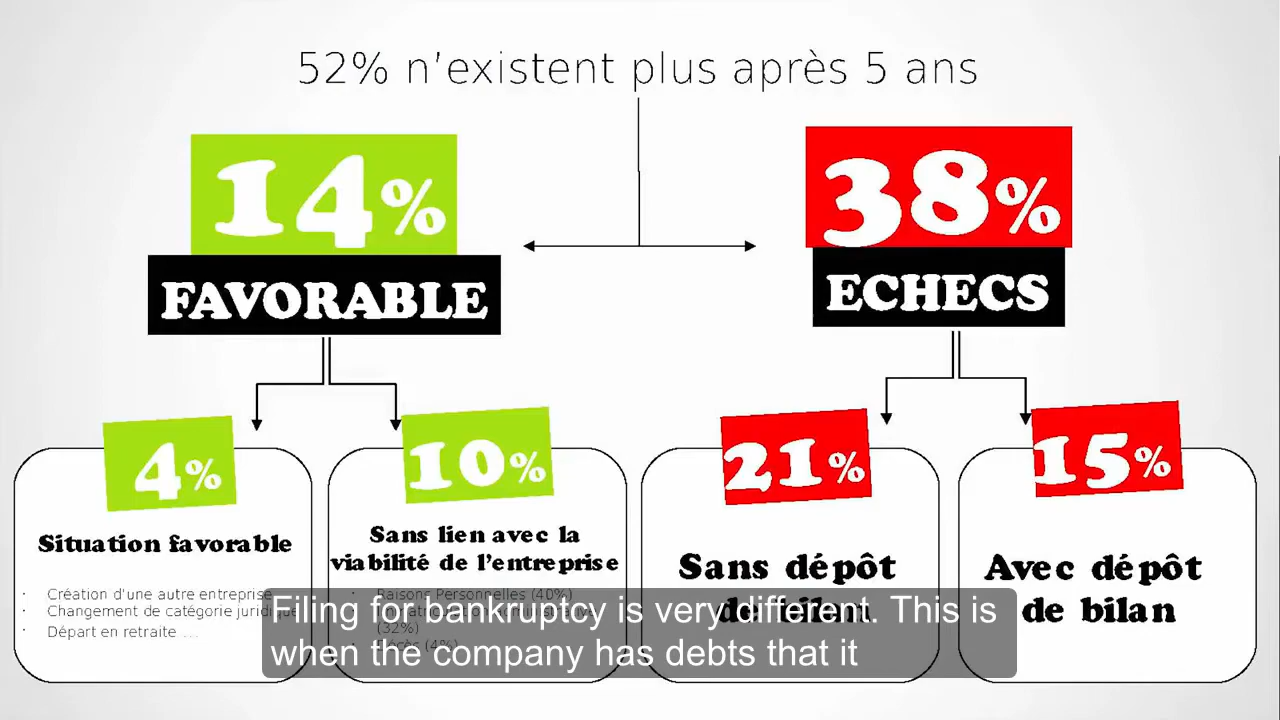 52% n'existent plus après 5 ans
14%
FAVORABLE
38%
ECHECS
4%
Situation favorable
· Création d'une autre entreprise
· Changement de catégorie juridique
· Départ en retraite ...
10%
Sans lien avec la
viabilité de l'entreprise
· Raisons Personnelles (40%)
(32%)
(4%)
21%
Sans dépôt
de bilan
15%
Avec dépôt
de bilan
Filing for bankruptcy is very different. This is
when the company has debts that it